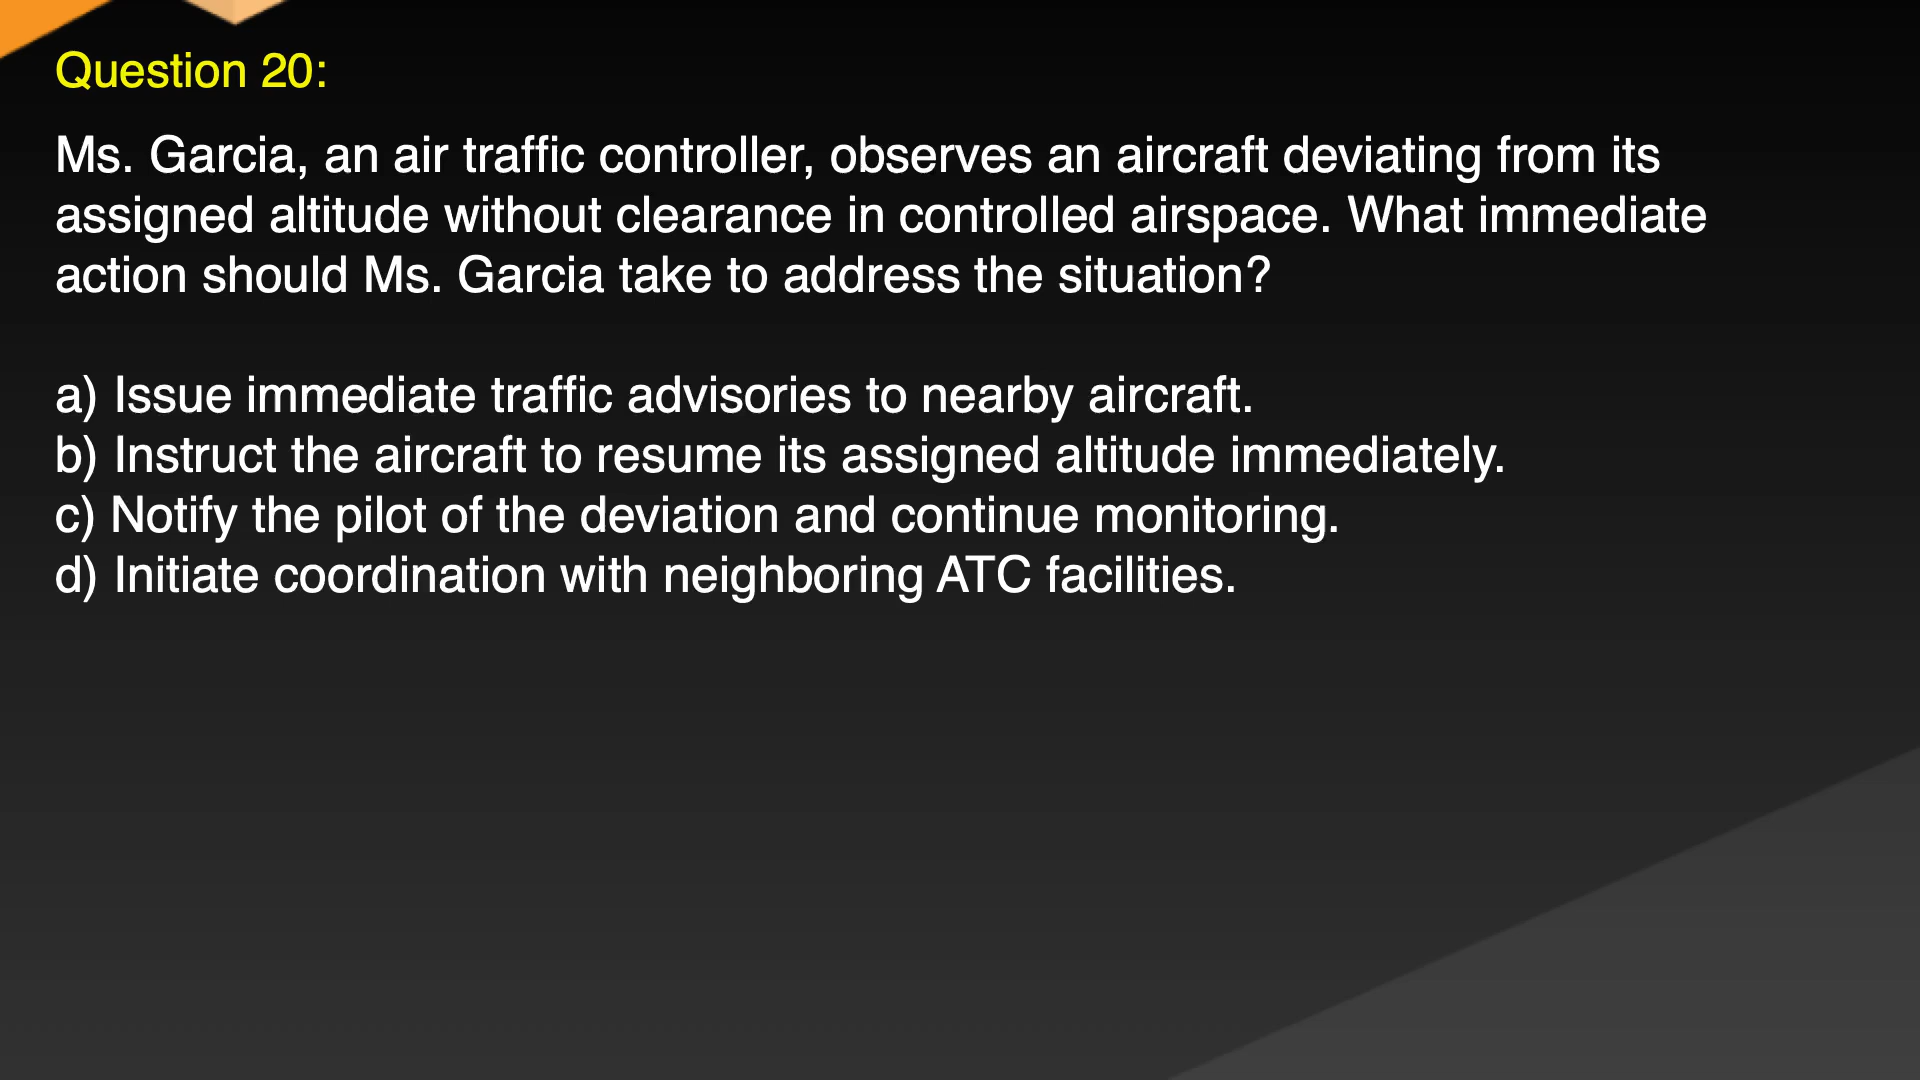 Question 20:
Ms. Garcia, an air traffic controller, observes an aircraft deviating from its
assigned altitude without clearance in controlled airspace. What immediate
action should Ms. Garcia take to address the situation?
a) Issue immediate traffic advisories to nearby aircraft.
b) Instruct the aircraft to resume its assigned altitude immediately.
c) Notify the pilot of the deviation and continue monitoring.
d) Initiate coordination with neighboring ATC facilities.